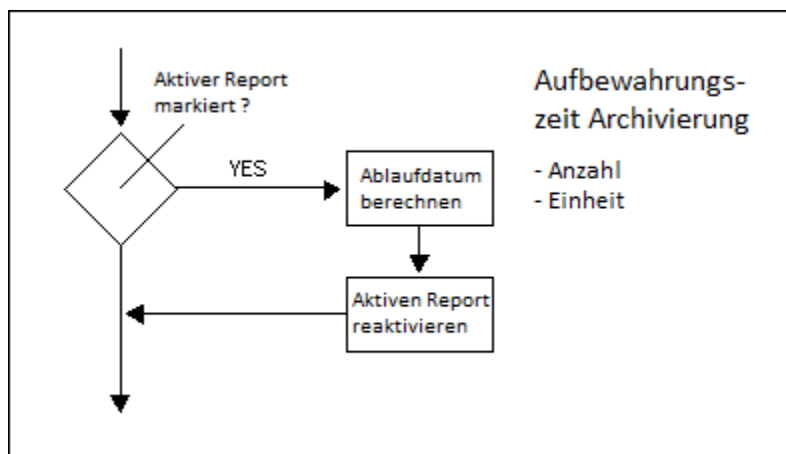 Aktiver Report
markiert ?
YES
Ablaufdatum
berechnen
Aktiven Report
reaktivieren
Aufbewahrungs-
zeit Archivierung
- Anzahl
- Einheit